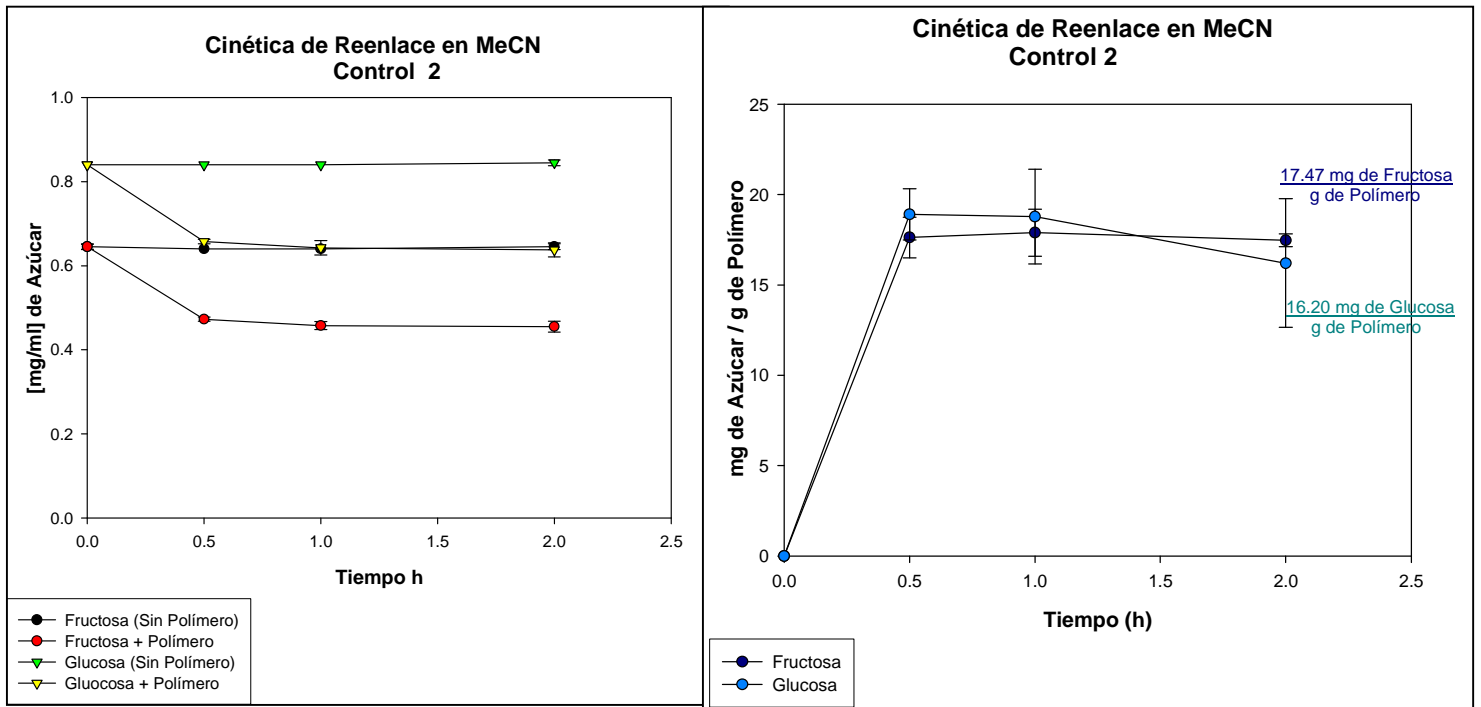 Cinética de Reenlace en MeCN
Control 2
[mg/ml] de Azúcar
1.0
0.8
0.6
0.4
0.2
0.0
0.0 0.5 1.0 1.5 2.0 2.5
Tiempo h
Fructosa (Sin Polímero)
Fructosa + Polímero
Glucosa (Sin Polímero)
Gluocosa + Polímero
Cinética de Reenlace en MeCN
Control 2
mg de Azúcar / g de Polímero
25
20
15
10
5
0
17.47 mg de Fructosa
g de Polímero
16.20 mg de Glucosa
g de Polímero
0.0 0.5 1.0 1.5 2.0 2.5
Tiempo (h)
Fructosa
Glucosa